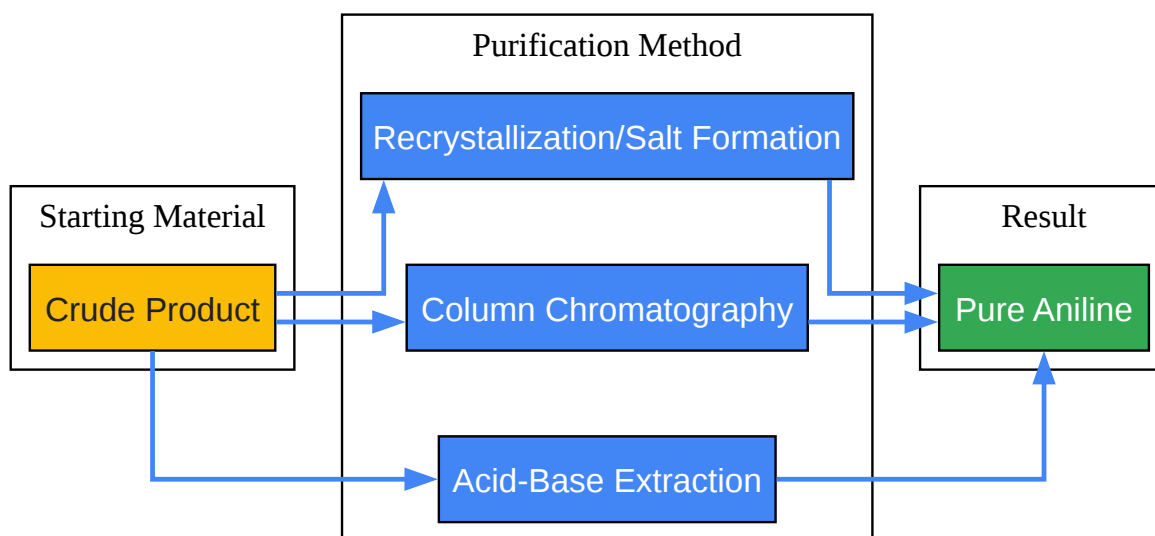 Purification Method
Recrystallization/Salt Formation
Starting Material
Result
Crude Product
Column Chromatography
Pure Aniline
Acid-Base Extraction